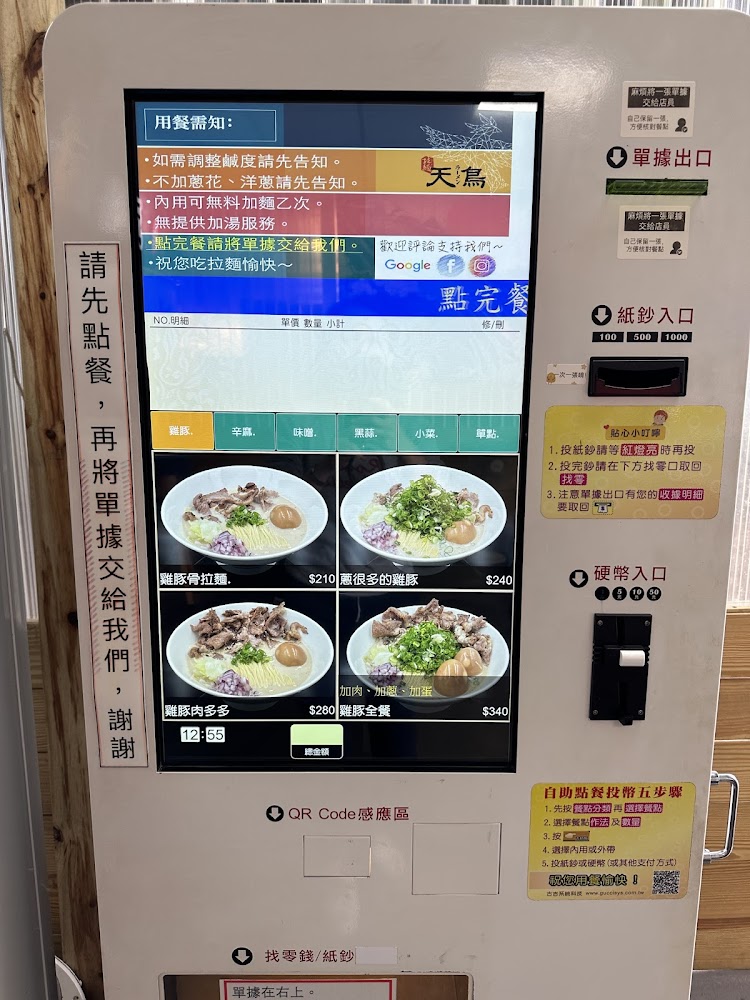 用餐需知:
・如需調整鹹度請先告知。
・不加蔥花、洋蔥請先告知。
・內用可無料加麵乙次。
・無提供加湯服務。
・點完餐請將單據交給我們。
・祝您吃拉麵愉快～
天鳥
ラーメン
歡迎評論支持我們～
Google
點完餐
NO.明細 單價 數量 小計 修/刪
雞豚. 辛麻. 味噌. 黑蒜. 小菜. 單點.
雞豚骨拉麵. $210
蔥很多的雞豚 $240
雞豚肉多多 $280
加肉、加蔥、加蛋
雞豚全餐 $340
12:55
總金額
請先點餐，再將單據交給我們，謝謝
麻煩將一張單據
交給店員
自己保留一張,
方便核對餐點
單據出口
麻煩將一張單據
交給店員
自己保留一張,
方便核對餐點
紙鈔入口
100 500 1000
一次一張唷!
貼心小叮嚀
1.投紙鈔請等紅燈亮時再投
2.投完鈔請在下方找零口取回
找零
3.注意單據出口有您的收據明細
要取回
硬幣入口
5 10 50
自助點餐投幣五步驟
1.先按餐點分類再選擇餐點
2.選擇餐點作法及數量
3.按
4.選擇內用或外帶
5.投紙鈔或硬幣(或其他支付方式)
祝您用餐愉快！
QR Code感應區
找零錢/紙鈔
單據在右上。